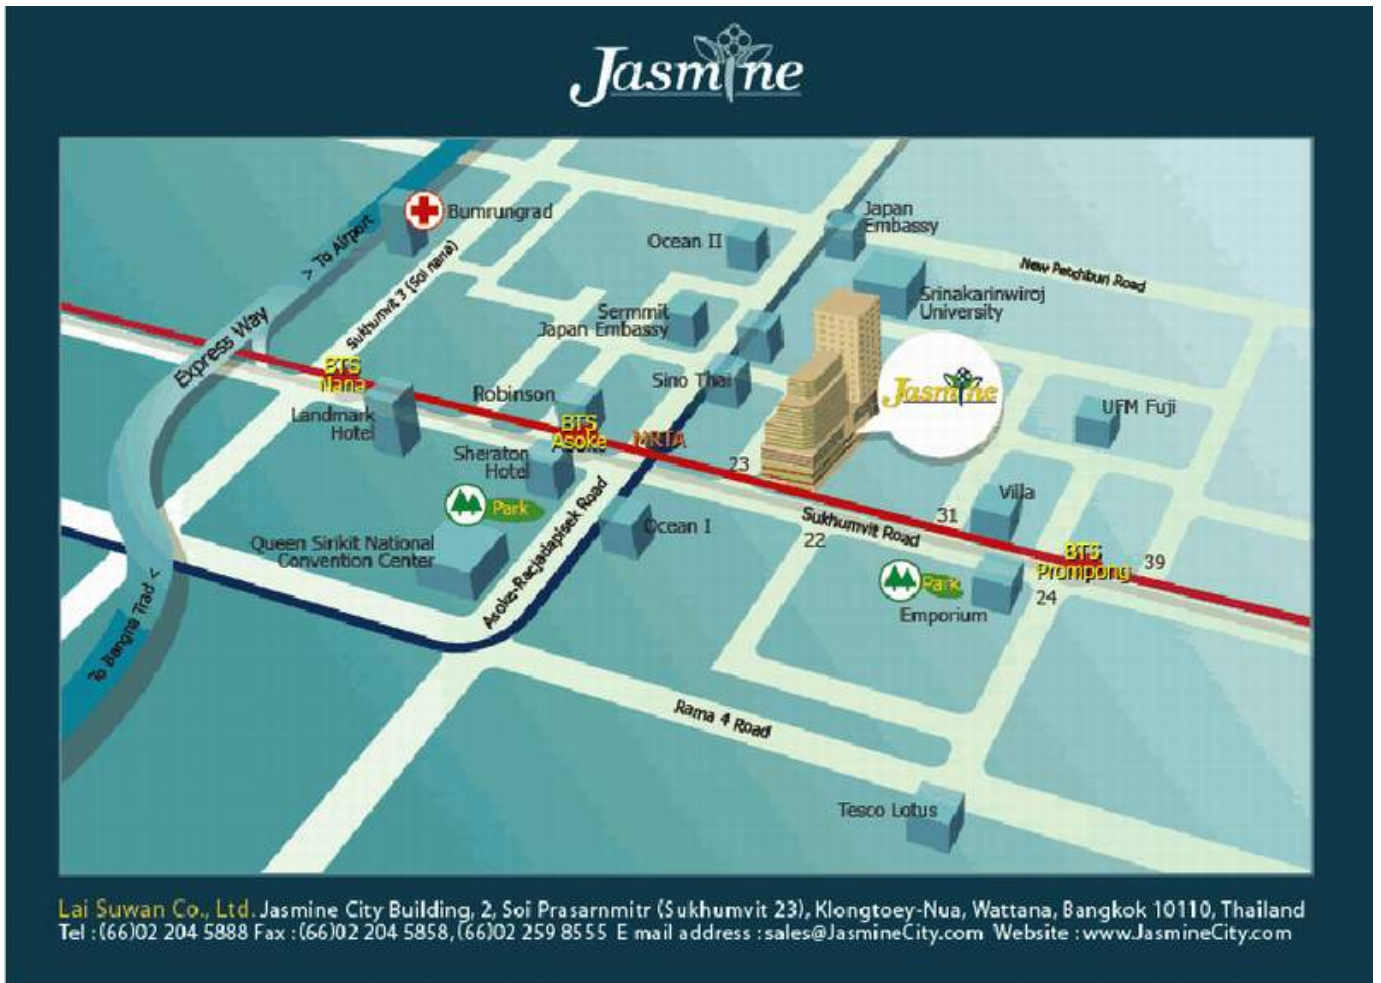 Jasmine
Bumrungrad
> To Airport
Sukhumvit 3 (Soi nana)
Express Way
Ocean II
Japan
Embassy
New Petchburi Road
Srinakarinwiroj
University
Sermmit
Japan Embassy
BTS
Nana
Landmark
Hotel
Robinson
Sino Thai
Jasmine
UFM Fuji
BTS
Asoke
MRTA
Sheraton
Hotel
23
Park
Queen Sirikit National
Convention Center
Asoke-Racjadapisek Road
Ocean I
Sukhumvit Road
22
31
Villa
BTS
Prompong
39
24
Park
Emporium
To Bangna Trad <
Rama 4 Road
Tesco Lotus
Lai Suwan Co., Ltd. Jasmine City Building, 2, Soi Prasarnmitr (Sukhumvit 23), Klongtoey-Nua, Wattana, Bangkok 10110, Thailand
Tel : (66)02 204 5888 Fax : (66)02 204 5858, (66)02 259 8555 E mail address : sales@JasmineCity.com Website : www.JasmineCity.com